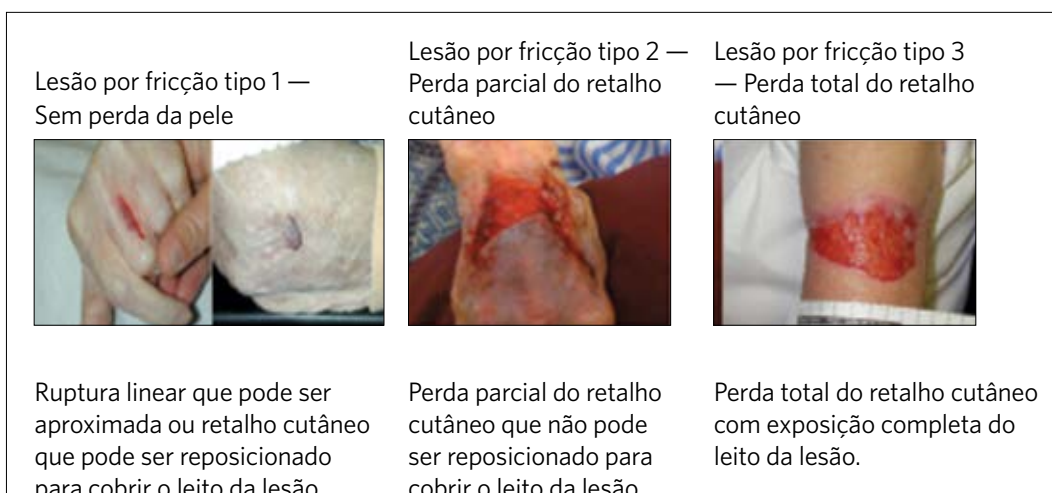 Lesão por fricção tipo 1 —
Sem perda da pele
Lesão por fricção tipo 2 —
Perda parcial do retalho
cutâneo
Lesão por fricção tipo 3
— Perda total do retalho
cutâneo
Ruptura linear que pode ser
aproximada ou retalho cutâneo
que pode ser reposicionado
para cobrir o leito da lesão
Perda parcial do retalho
cutâneo que não pode
ser reposicionado para
cobrir o leito da lesão
Perda total do retalho cutâneo
com exposição completa do
leito da lesão.